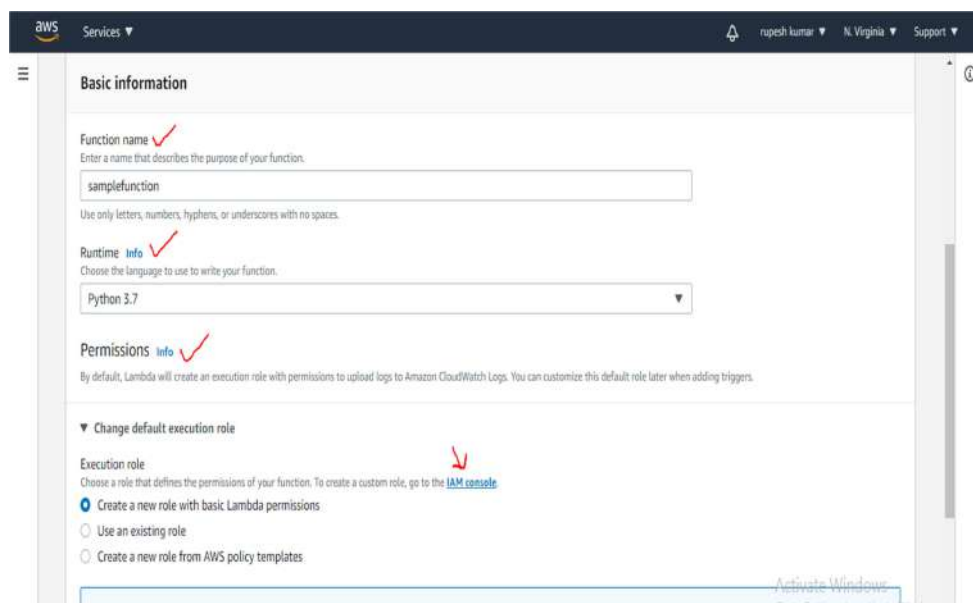 aws Services ▼ rupesh kumar ▼ N. Virginia ▼ Support ▼
Basic information
Function name
Enter a name that describes the purpose of your function.
samplefunction
Use only letters, numbers, hyphens, or underscores with no spaces.
Runtime Info
Choose the language to use to write your function.
Python 3.7
Permissions Info
By default, Lambda will create an execution role with permissions to upload logs to Amazon CloudWatch Logs. You can customize this default role later when adding triggers.
▼ Change default execution role
Execution role
Choose a role that defines the permissions of your function. To create a custom role, go to the IAM console.
Create a new role with basic Lambda permissions
Use an existing role
Create a new role from AWS policy templates
Activate Windows